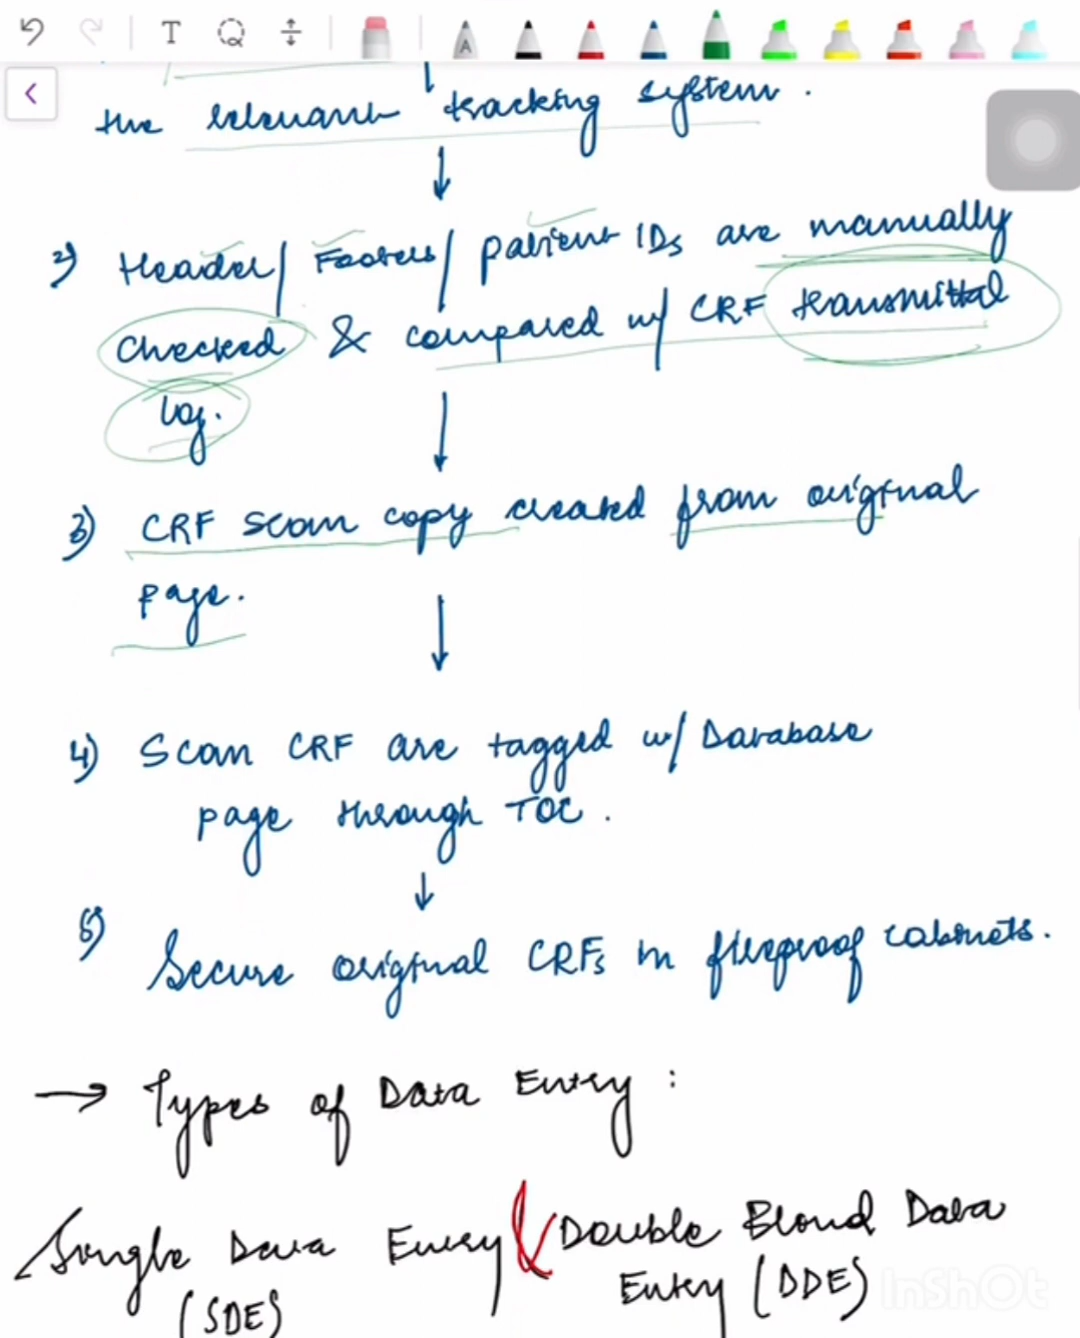 the relevant tracking system.
2) Header/ Footers/ patient IDs are manually
checked & compared w/ CRF transmittal
log.
3) CRF scan copy created from original
page.
4) Scan CRF are tagged w/ Database
page through TOC.
5) Secure original CRFs in fireproof cabinets.
→ Types of Data Entry :
Single Data Entry & Double Blond Data
(SDE) Entry (DDE)
InShOt